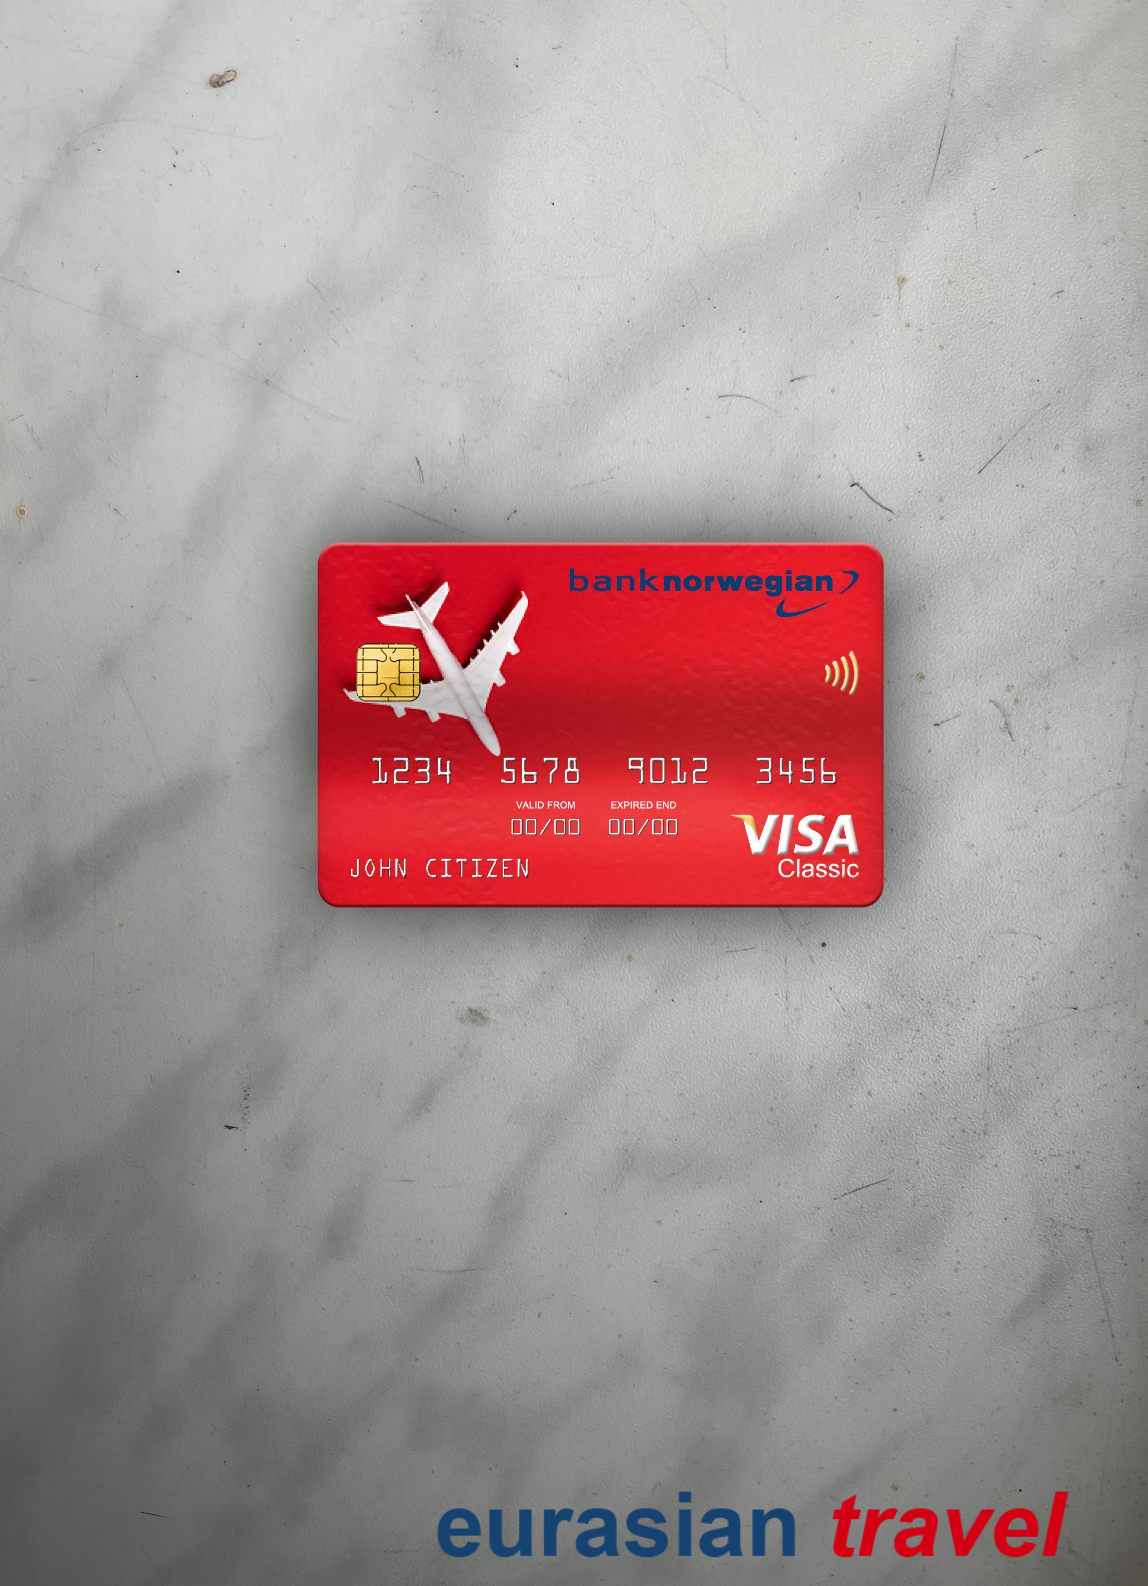 banknorwegian
1234 5678 9012 3456
VALID FROM EXPIRED END
00/00 00/00
VISA
JOHN CITIZEN
Classic
eurasian travel